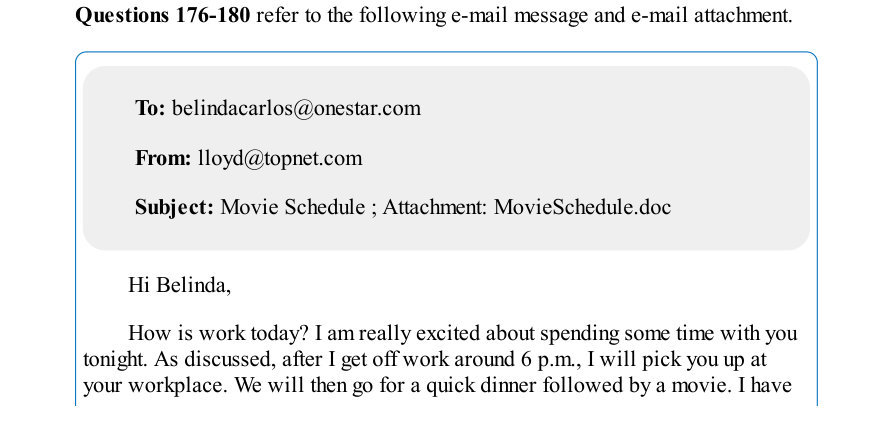 Questions 176-180 refer to the following e-mail message and e-mail attachment.
To: belindacarlos@onestar.com
From: lloyd@topnet.com
Subject: Movie Schedule ; Attachment: MovieSchedule.doc
Hi Belinda,
How is work today? I am really excited about spending some time with you
tonight. As discussed, after I get off work around 6 p.m., I will pick you up at
your workplace. We will then go for a quick dinner followed by a movie. I have